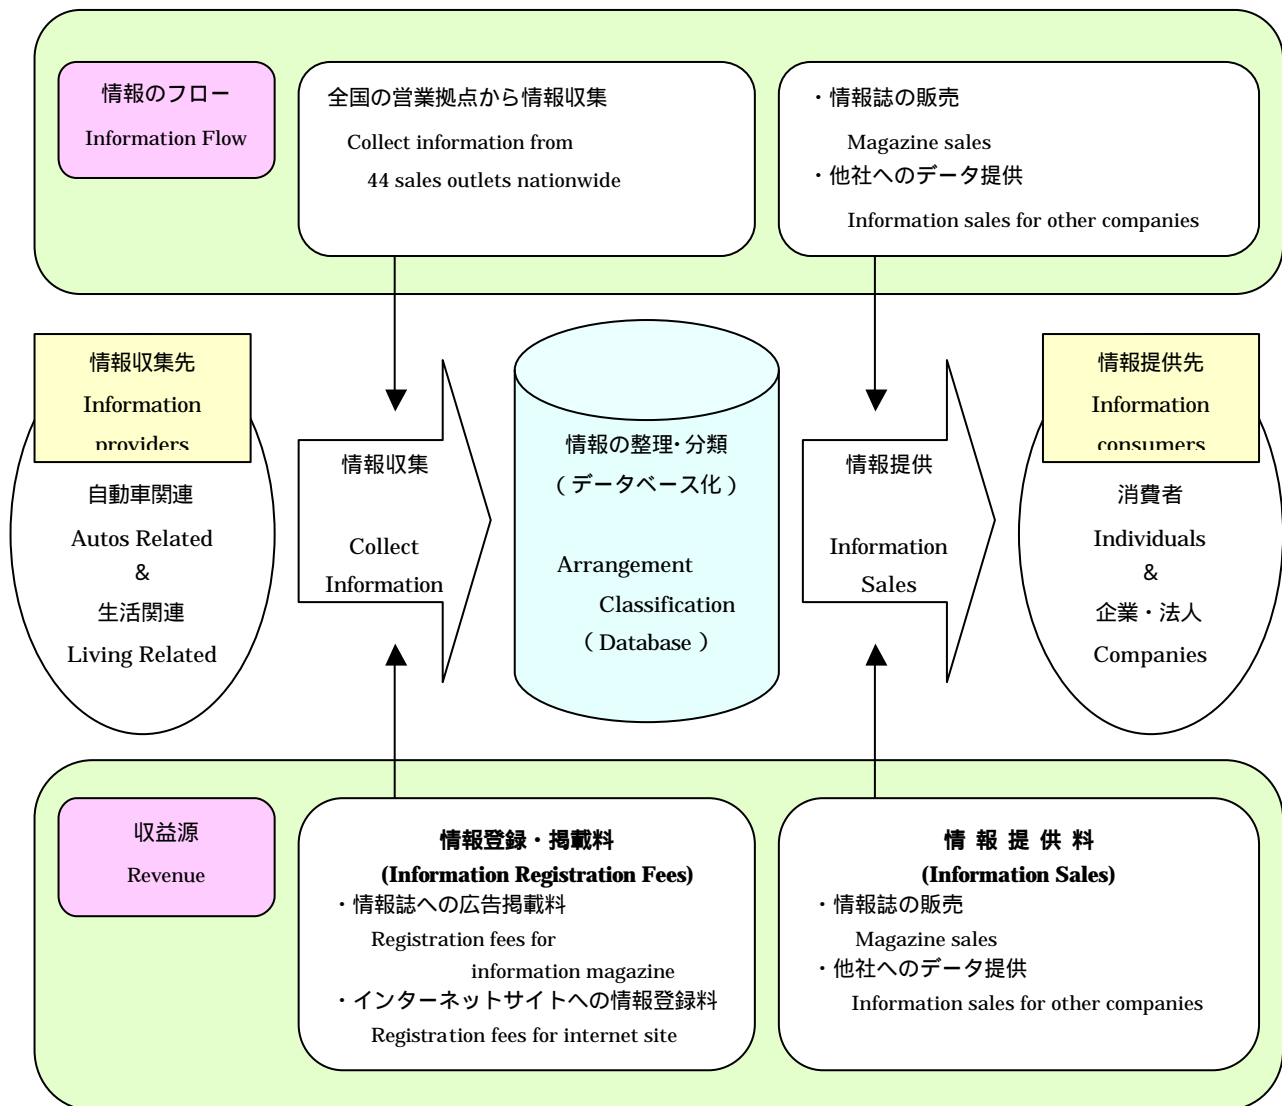 情報のフロー
Information Flow
全国の営業拠点から情報収集
Collect information from
44 sales outlets nationwide
・情報誌の販売
Magazine sales
・他社へのデータ提供
Information sales for other companies
情報収集先
Information
providers
自動車関連
Autos Related
&
生活関連
Living Related
情報収集
Collect
Information
情報の整理・分類
(データベース化)
Arrangement
Classification
(Database)
情報提供
Information
Sales
情報提供先
Information
consumers
消費者
Individuals
&
企業・法人
Companies
収益源
Revenue
情報登録・掲載料
(Information Registration Fees)
・情報誌への広告掲載料
Registration fees for
information magazine
・インターネットサイトへの情報登録料
Registration fees for internet site
情 報 提 供 料
(Information Sales)
・情報誌の販売
Magazine sales
・他社へのデータ提供
Information sales for other companies